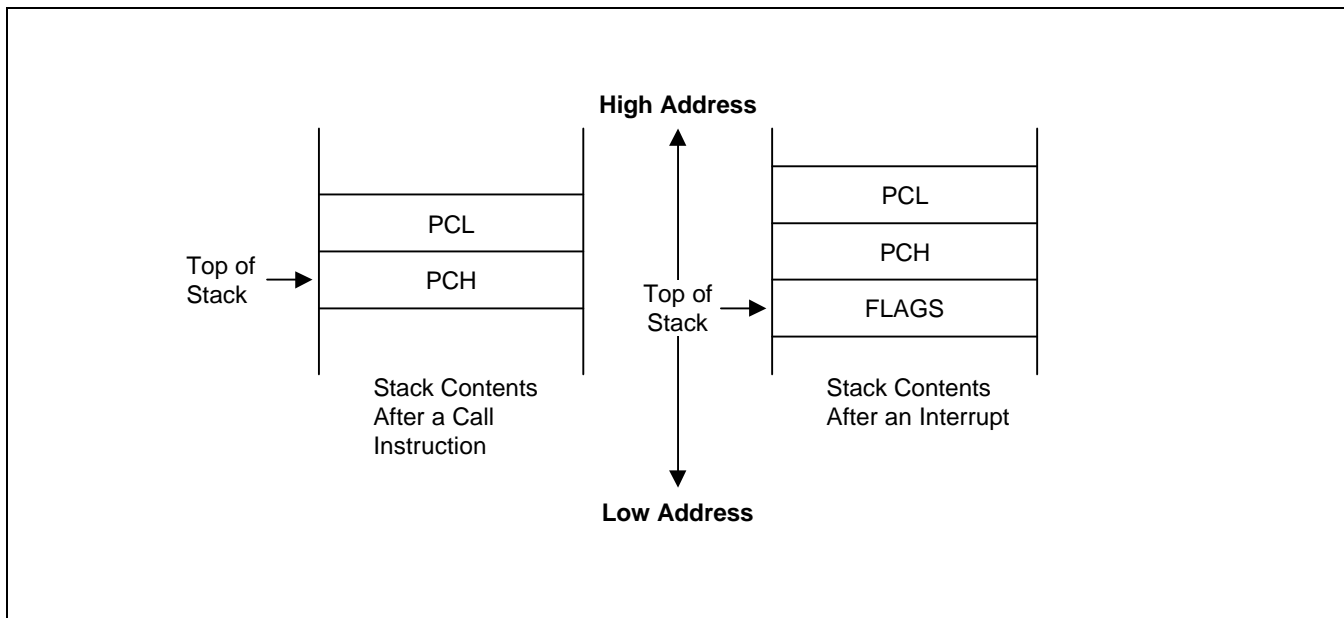 High Address
PCL
PCH
Top of
Stack
Stack Contents
After a Call
Instruction
Top of
Stack
PCL
PCH
FLAGS
Stack Contents
After an Interrupt
Low Address